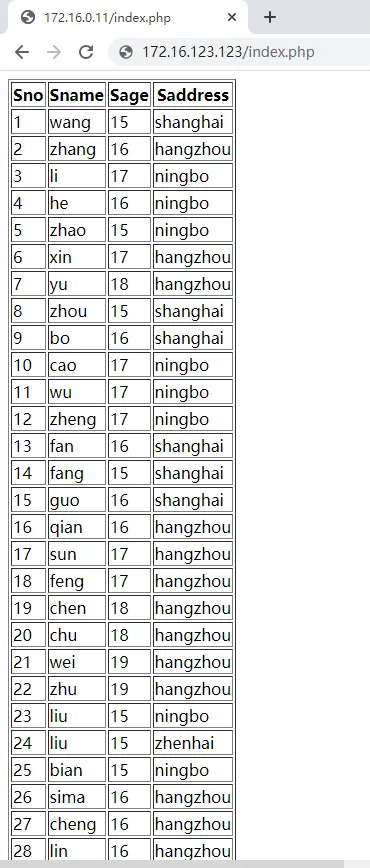 172.16.0.11/index.php
172.16.123.123/index.php
Sno Sname Sage Saddress
1 wang 15 shanghai
2 zhang 16 hangzhou
3 li 17 ningbo
4 he 16 ningbo
5 zhao 15 ningbo
6 xin 17 hangzhou
7 yu 18 hangzhou
8 zhou 15 shanghai
9 bo 16 shanghai
10 cao 17 ningbo
11 wu 17 ningbo
12 zheng 17 ningbo
13 fan 16 shanghai
14 fang 15 shanghai
15 guo 16 shanghai
16 qian 16 hangzhou
17 sun 17 hangzhou
18 feng 17 hangzhou
19 chen 18 hangzhou
20 chu 18 hangzhou
21 wei 19 hangzhou
22 zhu 19 hangzhou
23 liu 15 ningbo
24 liu 15 zhenhai
25 bian 15 ningbo
26 sima 16 hangzhou
27 cheng 16 hangzhou
28 lin 16 hangzhou